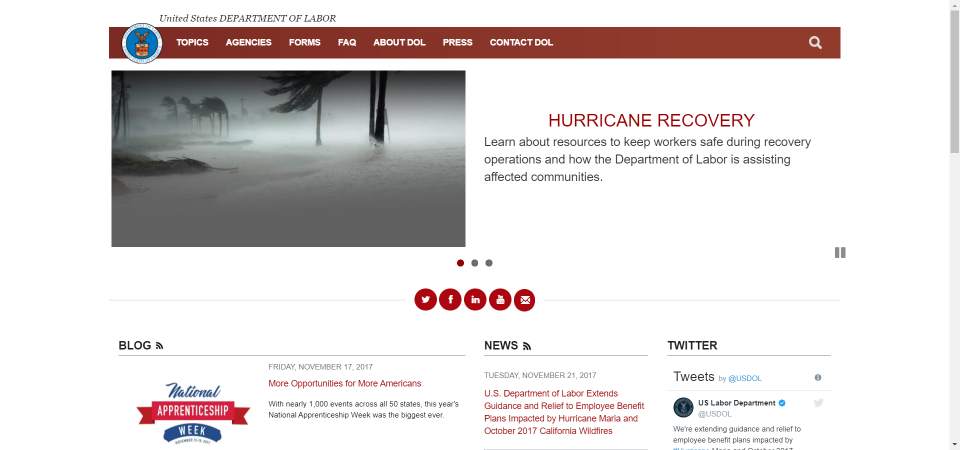 United States DEPARTMENT OF LABOR
TOPICS AGENCIES FORMS FAQ ABOUT DOL PRESS CONTACT DOL
HURRICANE RECOVERY
Learn about resources to keep workers safe during recovery
operations and how the Department of Labor is assisting
affected communities.
BLOG
FRIDAY, NOVEMBER 17, 2017
More Opportunities for More Americans
With nearly 1,000 events across all 50 states, this year's
National Apprenticeship Week was the biggest ever.
National
APPRENTICESHIP
WEEK
NEWS
TUESDAY, NOVEMBER 21, 2017
U.S. Department of Labor Extends
Guidance and Relief to Employee Benefit
Plans Impacted by Hurricane Maria and
October 2017 California Wildfires
TWITTER
Tweets by @USDOL
US Labor Department
@USDOL
We're extending guidance and relief to
employee benefit plans impacted by
#Hurricane Maria and October 2017